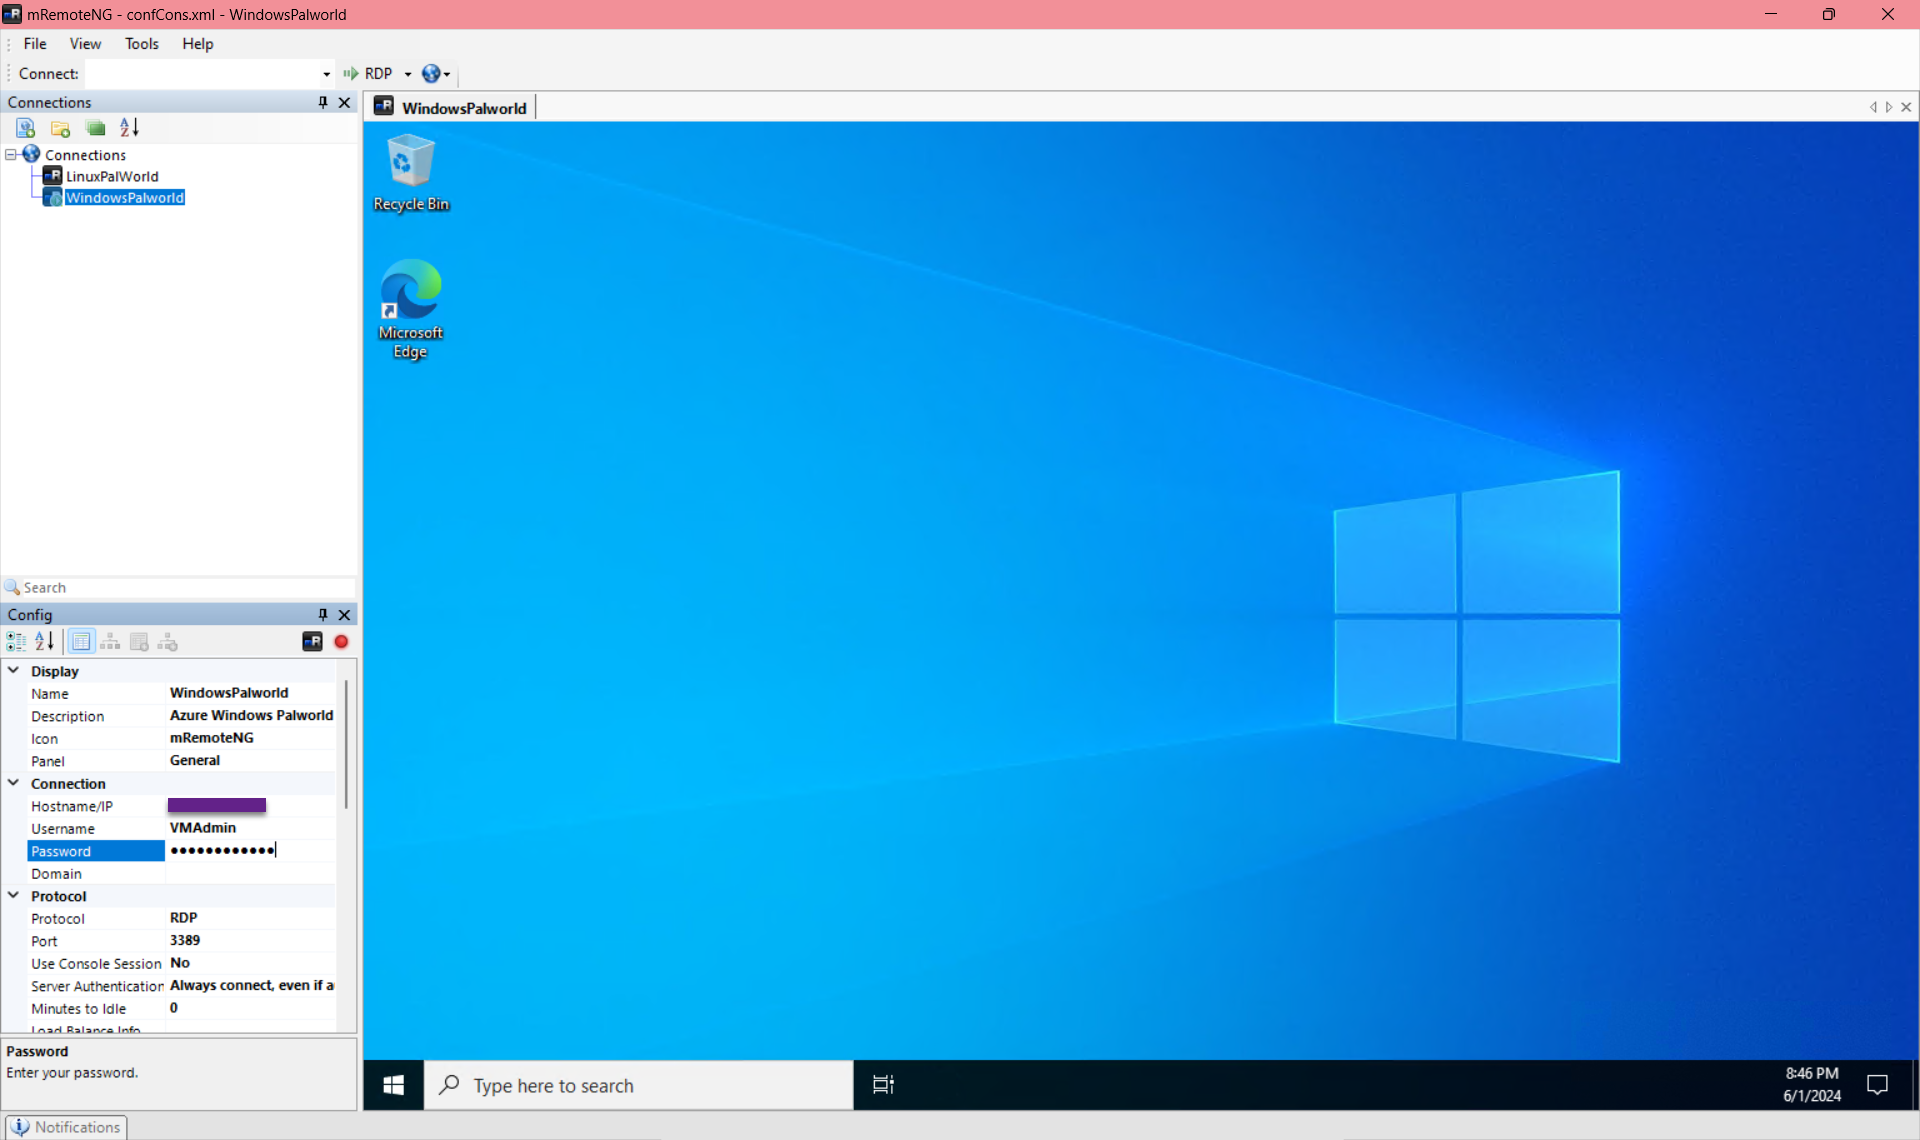 mRemoteNG - confCons.xml - WindowsPalworld
File View Tools Help
Connect: RDP
Connections
WindowsPalworld
Connections
LinuxPalWorld
WindowsPalworld
Recycle Bin
Microsoft
Edge
Search
Config
Display
Name WindowsPalworld
Description Azure Windows Palworld
Icon mRemoteNG
Panel General
Connection
Hostname/IP
Username VMAdmin
Password ••••••••••••
Domain
Protocol
Protocol RDP
Port 3389
Use Console Session No
Server Authentication Always connect, even if a
Minutes to Idle 0
Load Balance Info
Password
Enter your password.
Type here to search
8:46 PM
6/1/2024
Notifications